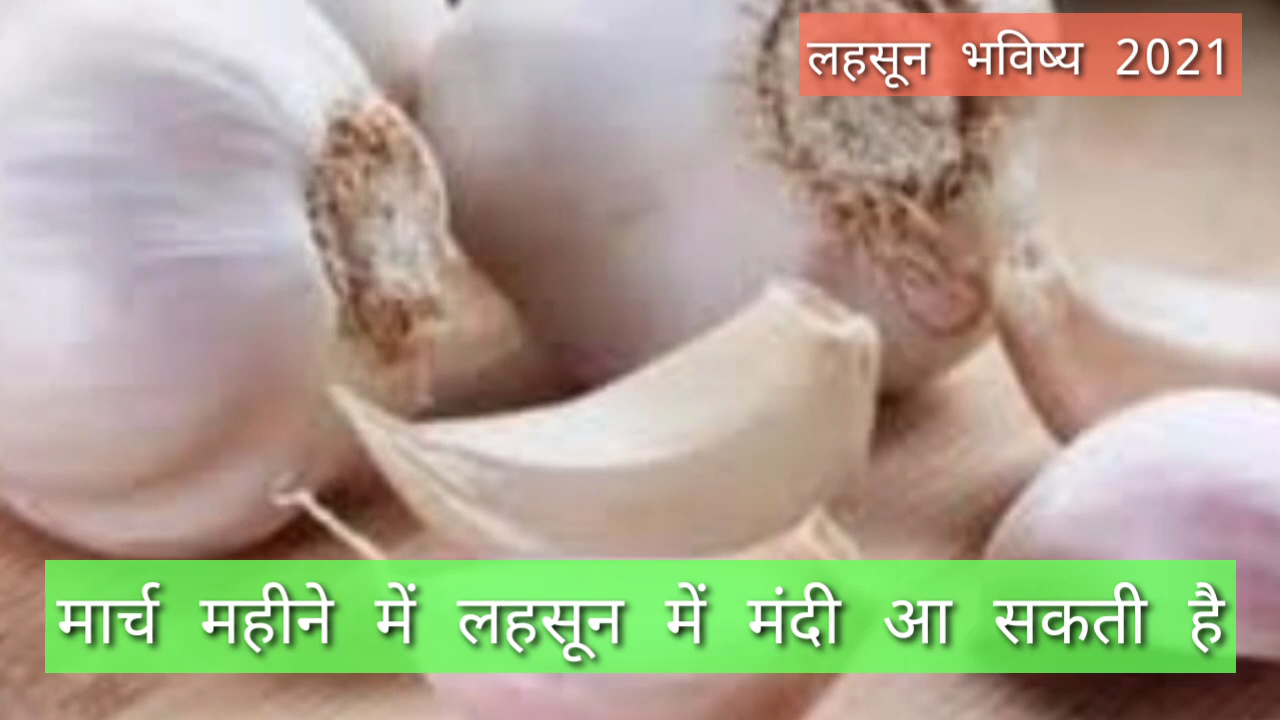 लहसून भविष्य 2021
मार्च महीने में लहसून में मंदी आ सकती है